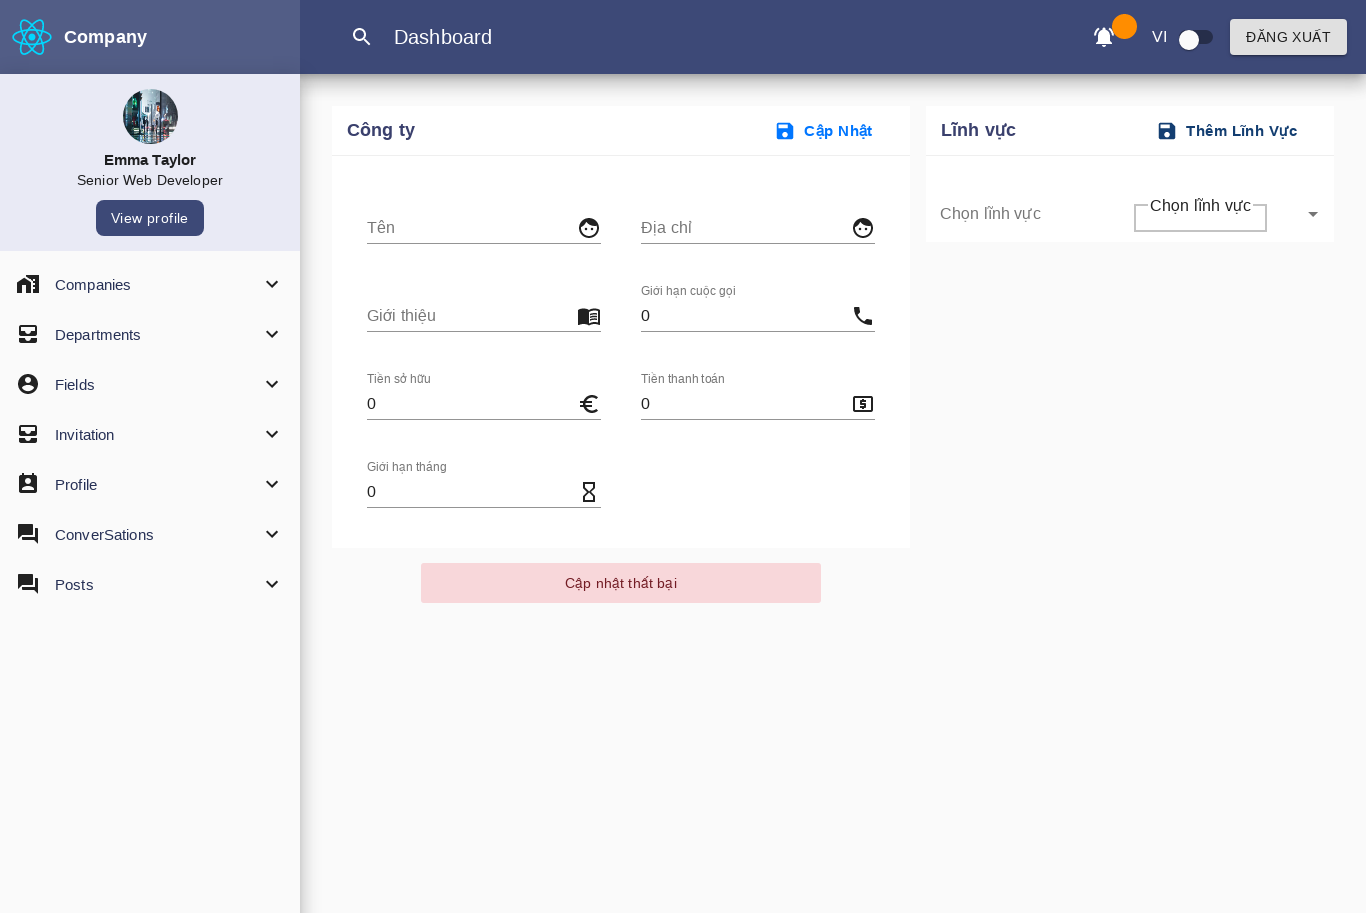 Company
Dashboard
VI
ĐĂNG XUẤT
Emma Taylor
Senior Web Developer
View profile
Companies
Departments
Fields
Invitation
Profile
ConverSations
Posts
Công ty
Cập Nhật
Tên
Địa chỉ
Giới thiệu
Giới hạn cuộc gọi
0
Tiền sở hữu
0
Tiền thanh toán
0
Giới hạn tháng
0
Cập nhật thất bại
Lĩnh vực
Thêm Lĩnh Vực
Chọn lĩnh vực
Chọn lĩnh vực